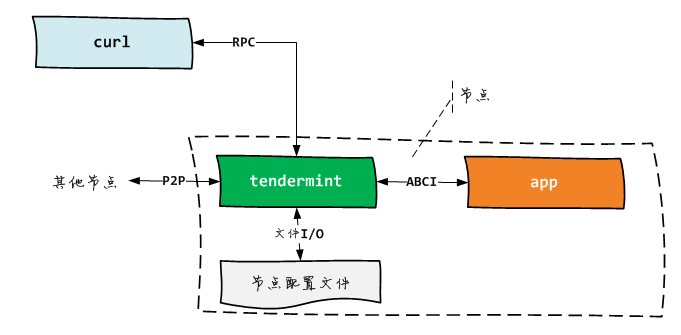 curl
RPC
节点
其他节点
P2P
tendermint
ABCI
app
文件I/O
节点配置文件